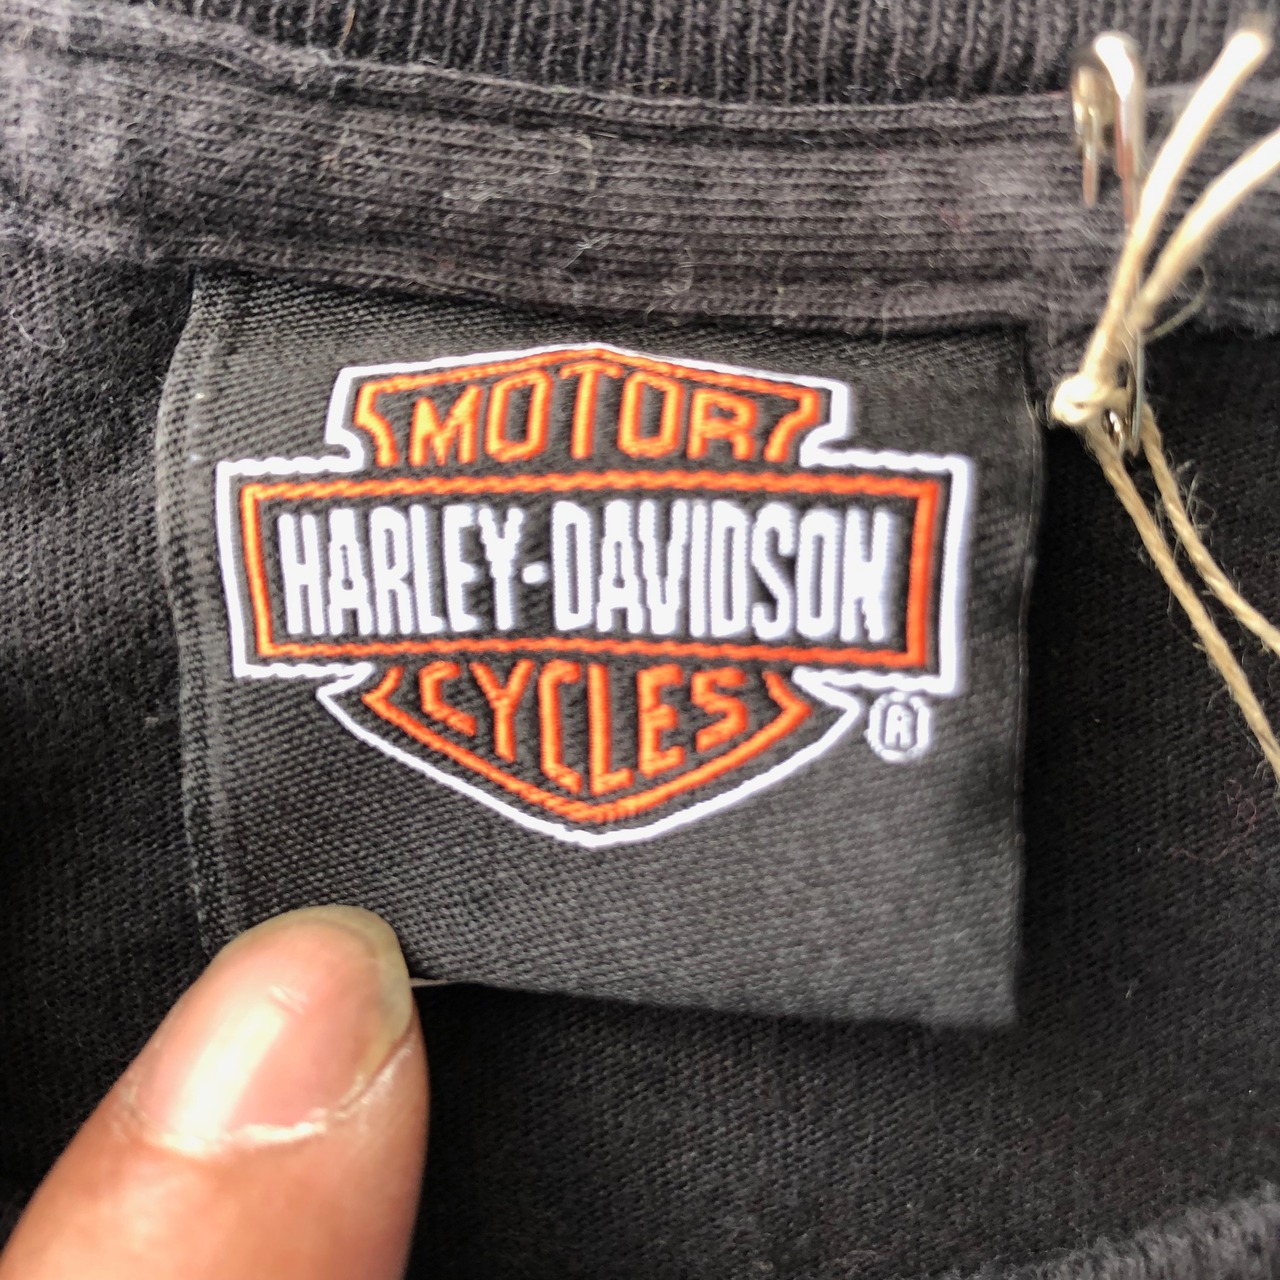 MOTOR
HARLEY-DAVIDSON
CYCLES
®